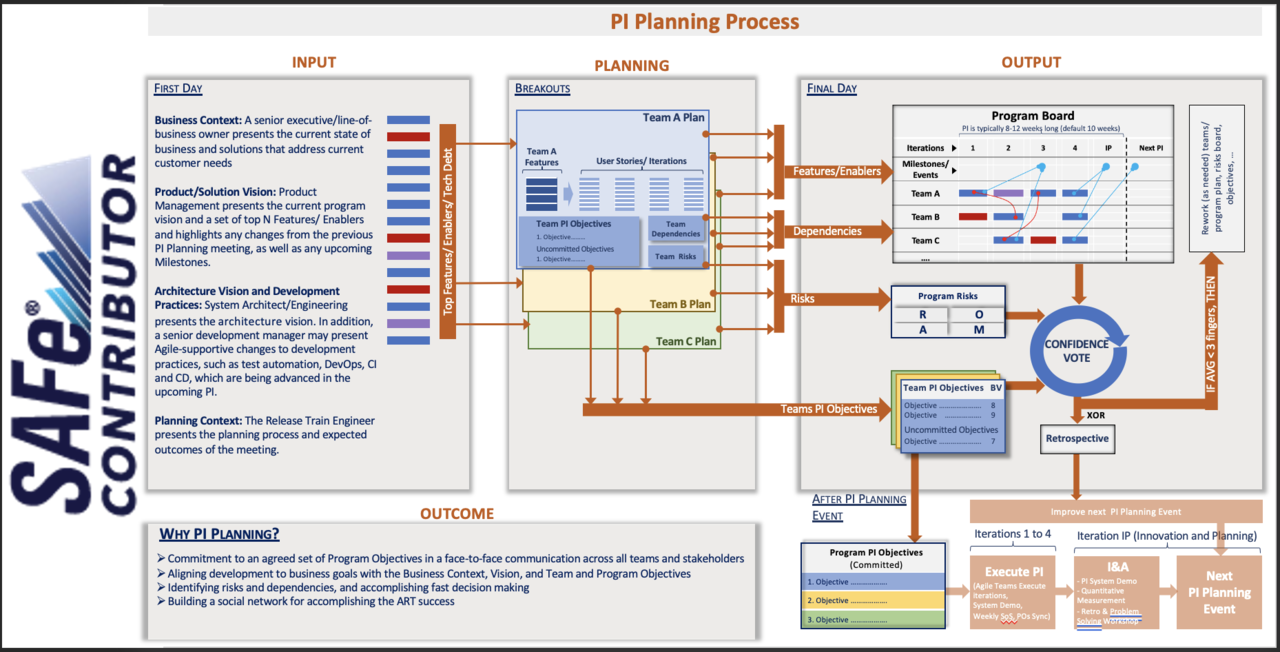 PI Planning Process
SAFe®
CONTRIBUTOR
INPUT
FIRST DAY
Business Context: A senior executive/line-of-
business owner presents the current state of
business and solutions that address current
customer needs
Product/Solution Vision: Product
Management presents the current program
vision and a set of top N Features/ Enablers
and highlights any changes from the previous
PI Planning meeting, as well as any upcoming
Milestones.
Architecture Vision and Development
Practices: System Architect/Engineering
presents the architecture vision. In addition,
a senior development manager may present
Agile-supportive changes to development
practices, such as test automation, DevOps, CI
and CD, which are being advanced in the
upcoming PI.
Planning Context: The Release Train Engineer
presents the planning process and expected
outcomes of the meeting.
Top Features/ Enablers/ Tech Debt
PLANNING
BREAKOUTS
Team A Plan
Team A
Features
User Stories/ Iterations
Team PI Objectives
1. Objective........
Uncommitted Objectives
1. Objective.......
Team
Dependencies
Team Risks
Team B Plan
Team C Plan
Features/Enablers
Dependencies
Risks
Teams PI Objectives
OUTPUT
FINAL DAY
Program Board
PI is typically 8-12 weeks long (default 10 weeks)
Iterations 1 2 3 4 IP Next PI
Milestones/
Events
Team A
Team B
Team C
....
Program Risks
R O
A M
CONFIDENCE
VOTE
Team PI Objectives BV
Objective ................ 8
Objective ................ 9
Uncommitted Objectives
Objective ................ 7
XOR
Retrospective
IF AVG < 3 fingers, THEN
Rework (as needed) teams/
program plan, risks board,
objectives, ...
OUTCOME
WHY PI PLANNING?
Commitment to an agreed set of Program Objectives in a face-to-face communication across all teams and stakeholders
Aligning development to business goals with the Business Context, Vision, and Team and Program Objectives
Identifying risks and dependencies, and accomplishing fast decision making
Building a social network for accomplishing the ART success
AFTER PI PLANNING
EVENT
Program PI Objectives
(Committed)
1. Objective ................
2. Objective ................
3. Objective ................
Improve next PI Planning Event
Iterations 1 to 4
Iteration IP (Innovation and Planning)
Execute PI
(Agile Teams Execute
Iterations,
System Demo,
Weekly SoS, POs Sync)
I&A
- PI System Demo
- Quantitative
Measurement
- Retro & Problem
Solving Workshop
Next
PI Planning
Event